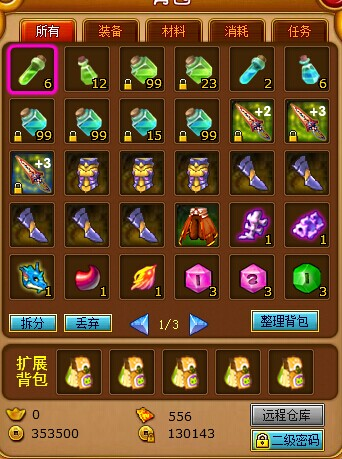 背包
所有 装备 材料 消耗 任务
6 12 99 23 2 6
99 99 15 99 +2 +3
+3
1 1
1 1 1 1 3 2 3
拆分 丢弃 1/3 整理背包
扩展
背包
0 556 远程仓库
353500 130143 二级密码